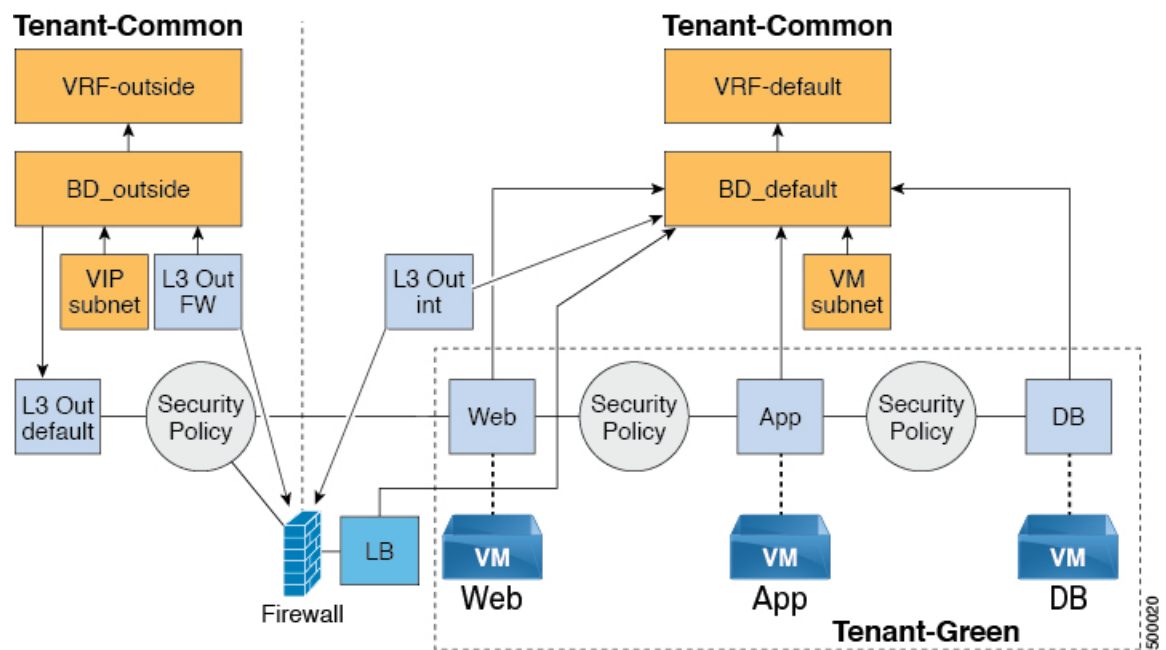 Tenant-Common
Tenant-Common
VRF-outside
VRF-default
BD_outside
BD_default
VIP
subnet
L3 Out
FW
L3 Out
int
VM
subnet
L3 Out
default
Security
Policy
Web
Security
Policy
App
Security
Policy
DB
LB
VM
VM
VM
Firewall
Web
App
DB
Tenant-Green
500020